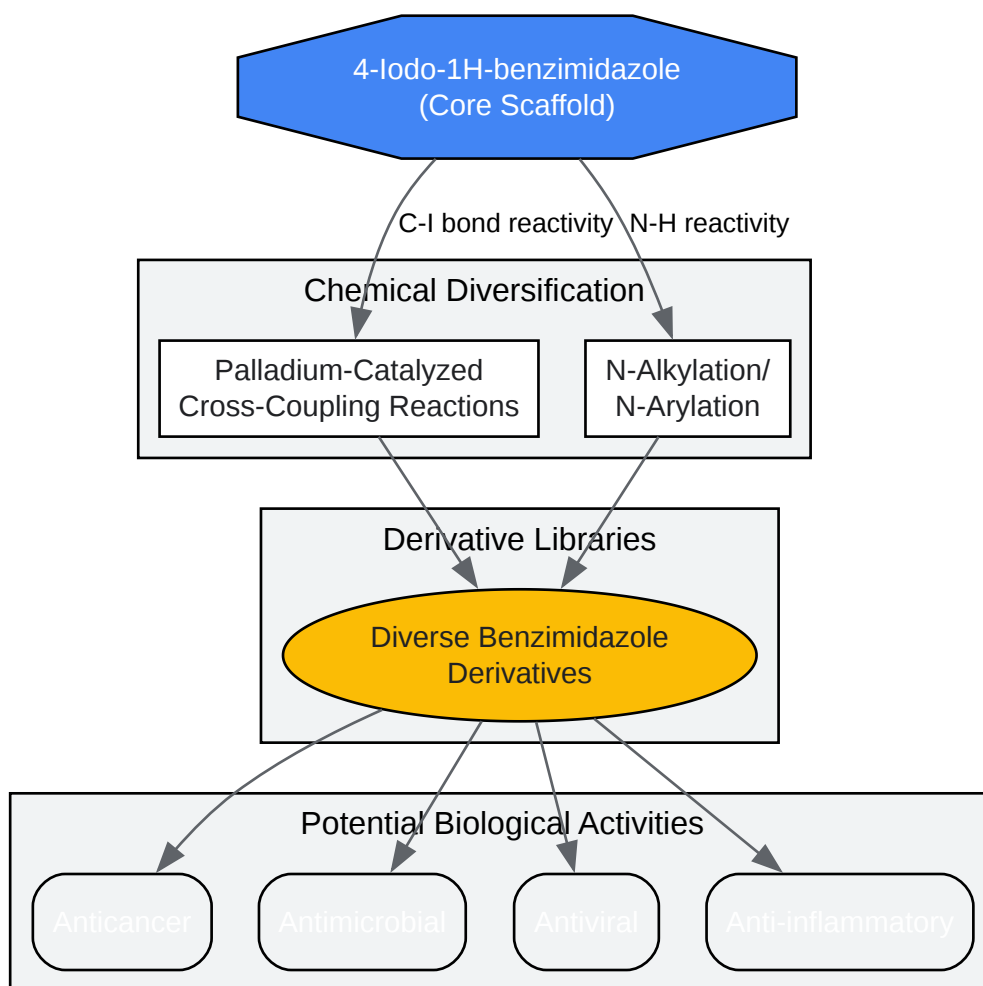 4-Iodo-1H-benzimidazole
(Core Scaffold)
C-I bond reactivity
N-H reactivity
Chemical Diversification
Palladium-Catalyzed
Cross-Coupling Reactions
N-Alkylation/
N-Arylation
Derivative Libraries
Diverse Benzimidazole
Derivatives
Potential Biological Activities
Anticancer
Antimicrobial
Antiviral
Anti-inflammatory